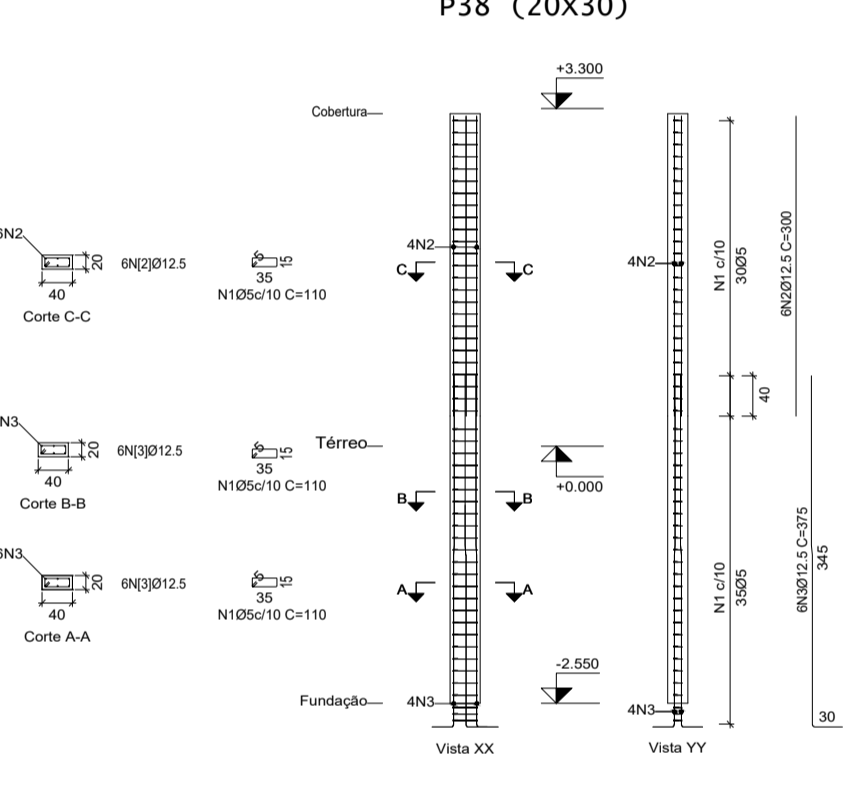 P38 (20X30)
+3.300
Cobertura
6N2
20
6N[2]Ø12.5
5
15
35
N1Ø5c/10 C=110
40
Corte C-C
4N2
C
C
4N2
N1 c/10
30Ø5
6N2Ø12.5 C=300
40
N3
20
6N[3]Ø12.5
5
15
35
N1Ø5c/10 C=110
40
Corte B-B
Térreo
+0.000
B
B
6N3
20
6N[3]Ø12.5
5
15
35
N1Ø5c/10 C=110
40
Corte A-A
A
A
N1 c/10
35Ø5
6N3Ø12.5 C=375
345
-2.550
Fundação
4N3
4N3
30
Vista XX
Vista YY